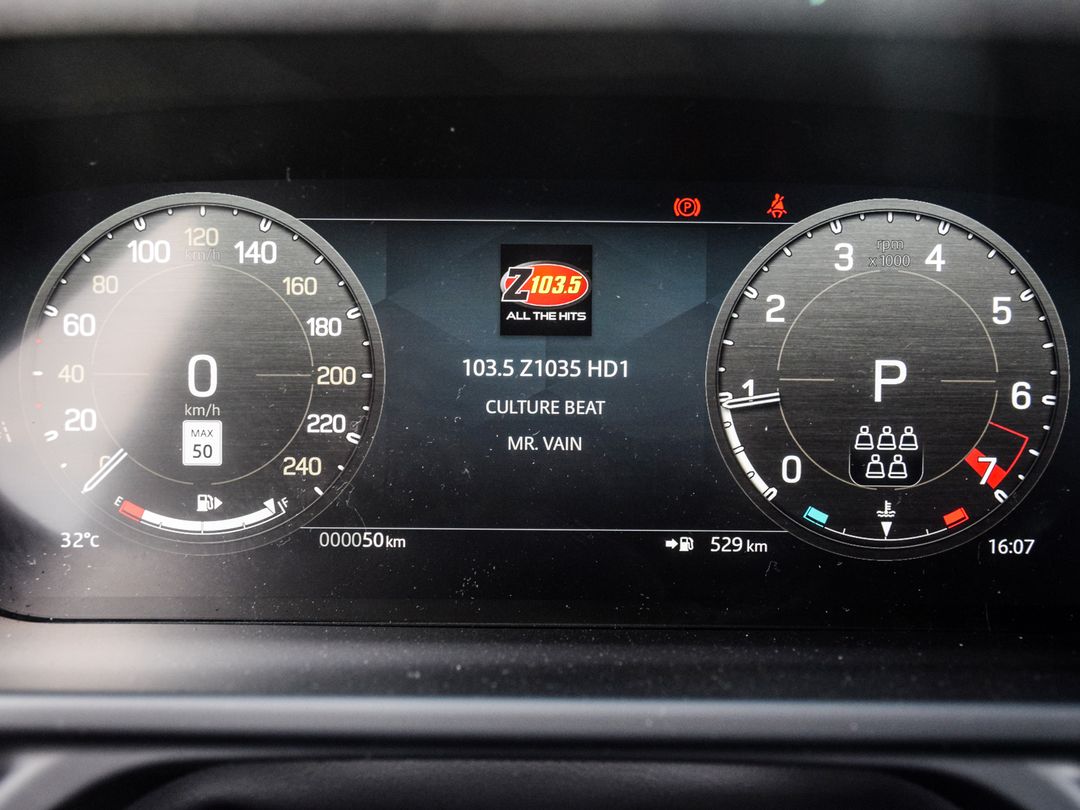 Z103.5
ALL THE HITS
103.5 Z1035 HD1
CULTURE BEAT
MR. VAIN
0
20
40
60
80
100
120
km/h
140
160
180
200
220
240
0
km/h
MAX
50
E
F
32°c
000050km
P
0
1
2
3
rpm
x1000
4
5
6
7
P
529 km
16:07